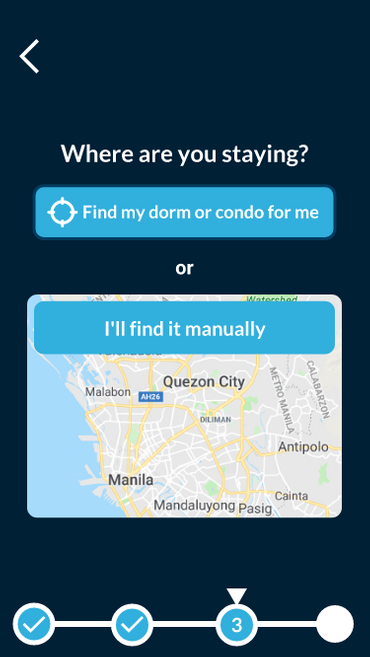 Where are you staying?
Find my dorm or condo for me
or
Watershed
I'll find it manually
Quezon City
Malabon
AH26
DILIMAN
METRO MANILA
CALABARZON
Antipolo
Manila
Cainta
Mandaluyong
Pasig
3